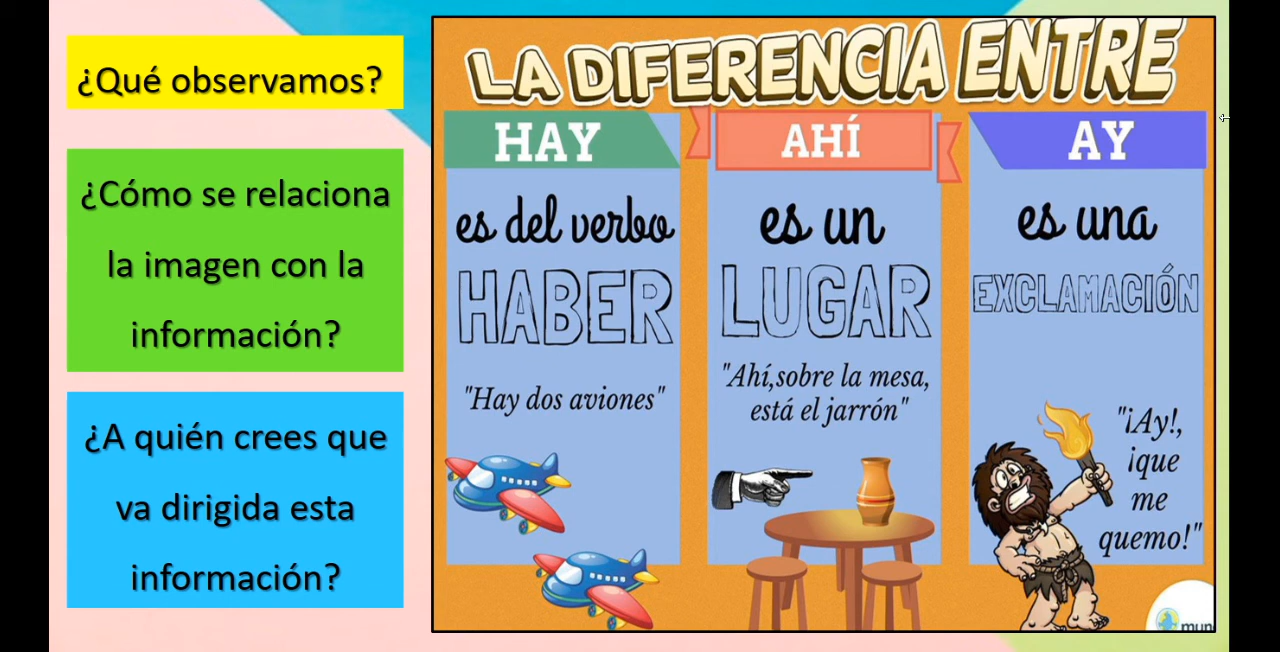 ¿Qué observamos?
¿Cómo se relaciona
la imagen con la
información?
¿A quién crees que
va dirigida esta
información?
LA DIFERENCIA ENTRE
HAY
es del verbo
HABER
"Hay dos aviones"
AHÍ
es un
LUGAR
"Ahí,sobre la mesa,
está el jarrón"
AY
es una
EXCLAMACIÓN
"¡Ay!,
¡que
me
quemo!"